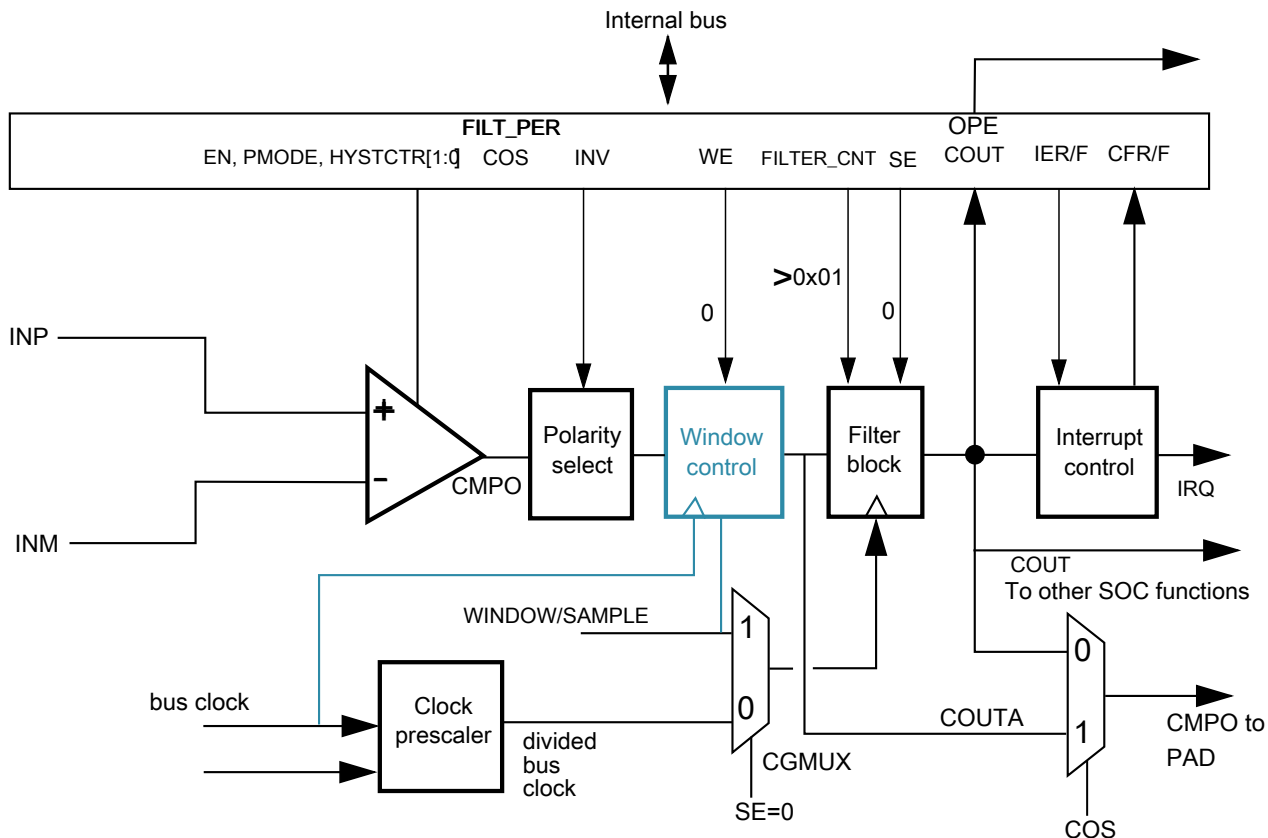 Internal bus
FILT_PER
OPE
EN, PMODE, HYSTCTR[1:0] COS INV WE FILTER_CNT SE COUT IER/F CFR/F
>0x01
0
0
INP
+
Polarity
select
Window
control
Filter
block
Interrupt
control
-
CMPO
IRQ
INM
COUT
To other SOC functions
WINDOW/SAMPLE
1
0
bus clock
Clock
prescaler
0
COUTA
1
CMPO to
PAD
divided
bus
clock
CGMUX
SE=0
COS